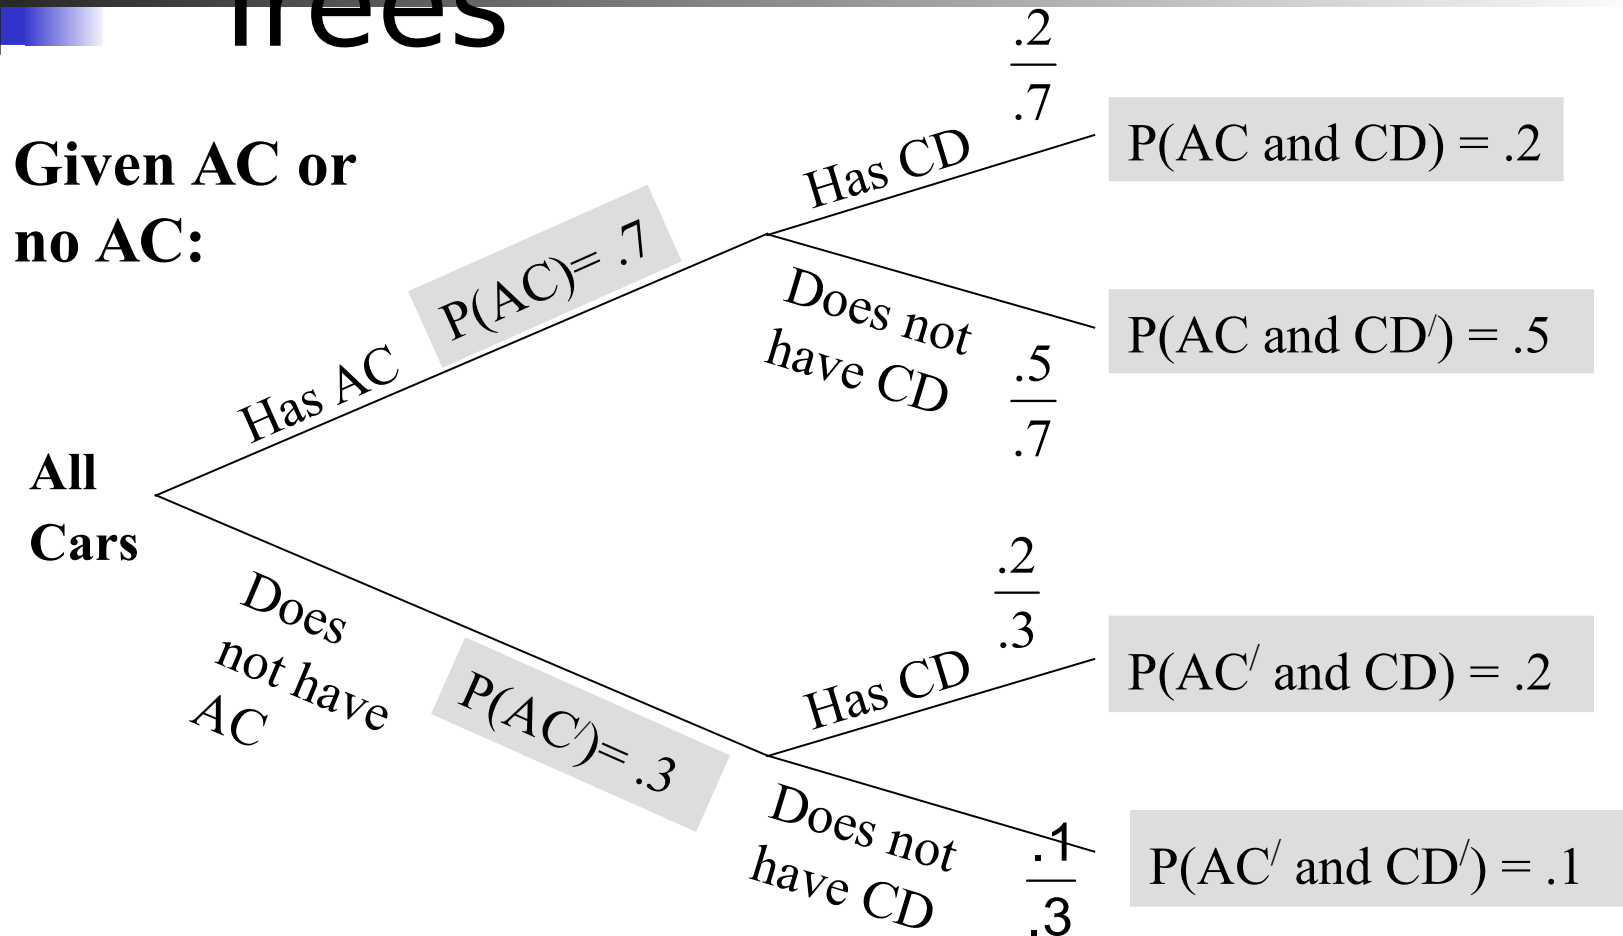 Trees
Given AC or
no AC:
All
Cars
Has AC
P(AC)= .7
Does
not have
AC
P(AC/)= .3
Has CD
.2
.7
P(AC and CD) = .2
Does not
have CD
.5
.7
P(AC and CD/) = .5
Has CD
.2
.3
P(AC/ and CD) = .2
Does not
have CD
.1
.3
P(AC/ and CD/) = .1